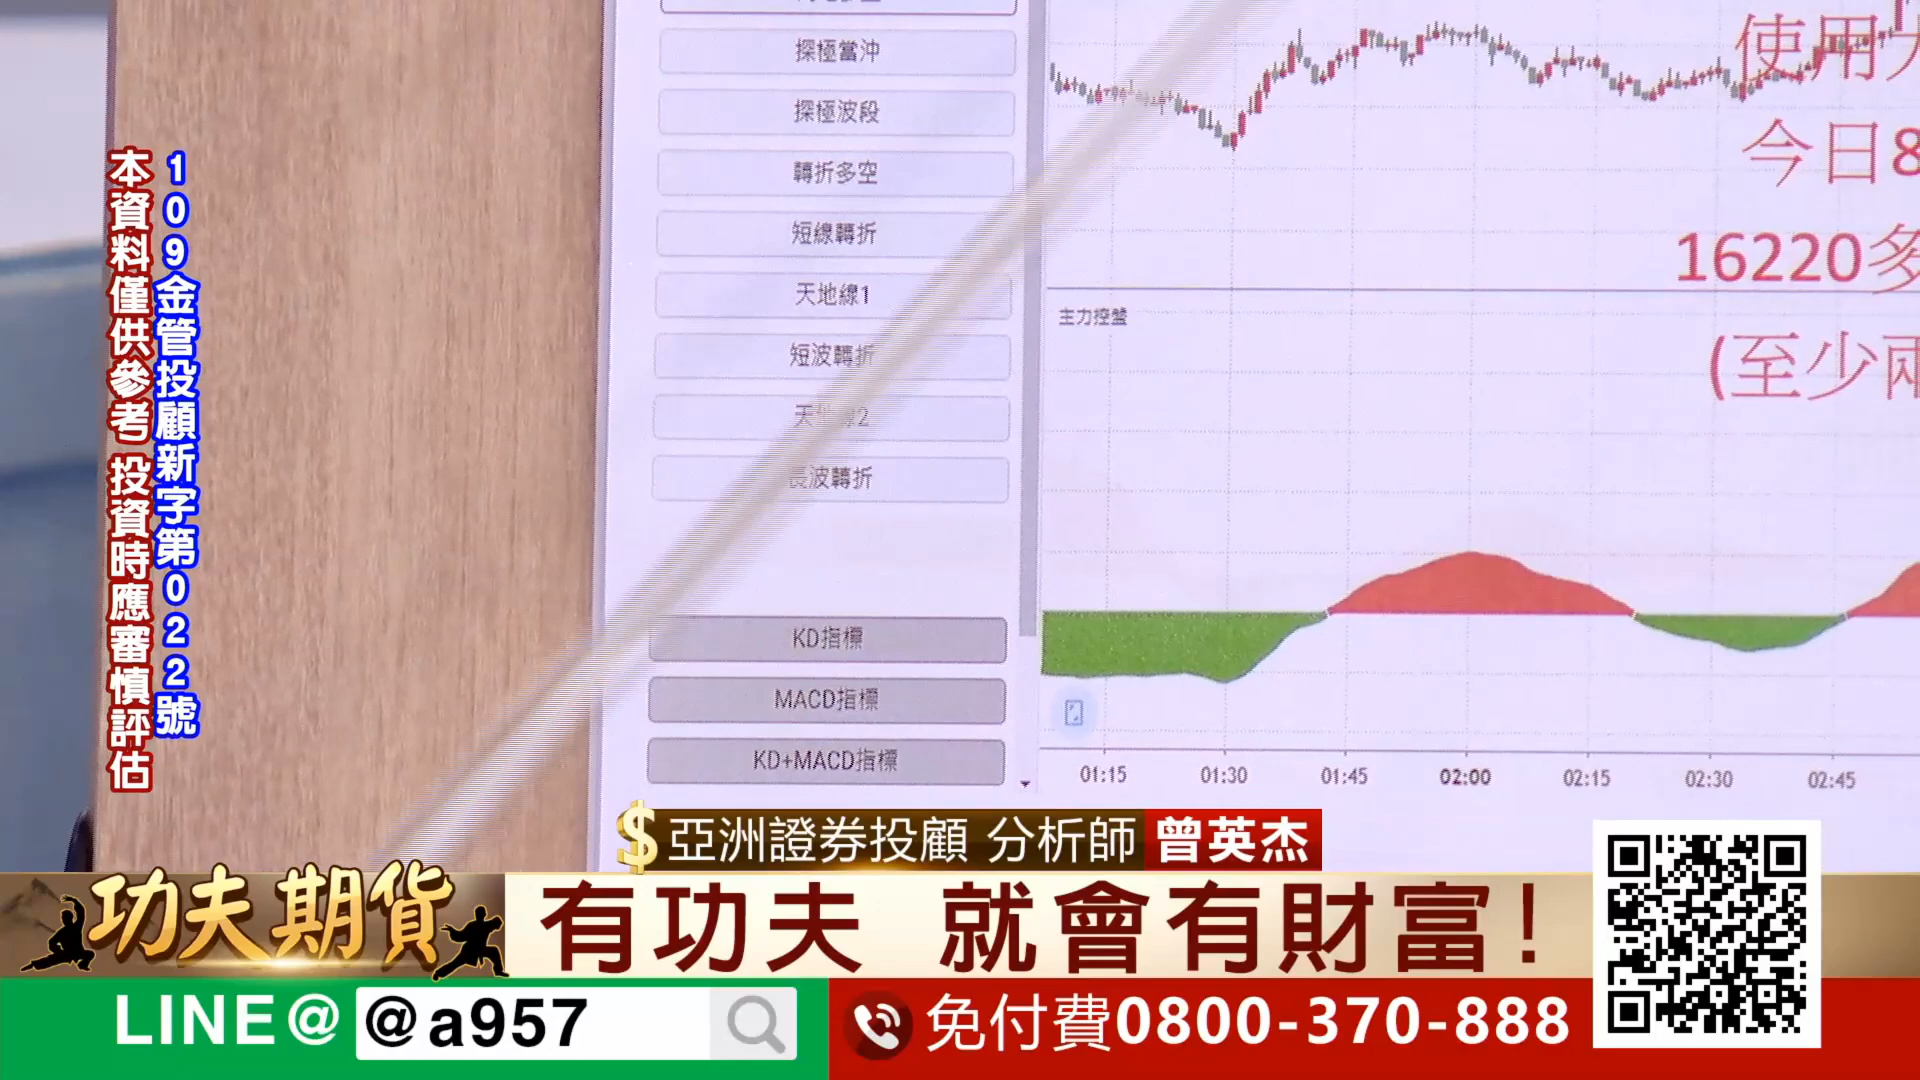 109金管投顧新字第022號
本資料僅供參考 投資時應審慎評估
探極當沖
探極波段
轉折多空
短線轉折
天地線1
短波轉折
長波轉折
KD指標
MACD指標
KD+MACD指標
使用
今日8
16220多
(至少兩
主力控盤
01:15
01:30
01:45
02:00
02:15
02:30
02:45
亞洲證券投顧 分析師 曾英杰
功夫期貨
有功夫 就會有財富!
LINE@ @a957
免付費0800-370-888